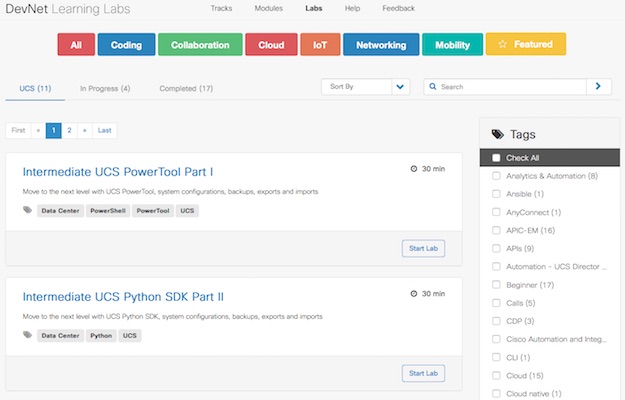 DevNet Learning Labs
Tracks
Modules
Labs
Help
Feedback
All
Coding
Collaboration
Cloud
IoT
Networking
Mobility
Featured
UCS (11)
In Progress (4)
Completed (17)
Sort By
Search
First « 1 2 » Last
Intermediate UCS PowerTool Part I
30 min
Move to the next level with UCS PowerTool, system configurations, backups, exports and imports
Data Center PowerShell PowerTool UCS
Start Lab
Intermediate UCS Python SDK Part II
30 min
Move to the next level with UCS Python SDK, system configurations, backups, exports and imports
Data Center Python UCS
Start Lab
Tags
Check All
Analytics & Automation (8)
Ansible (1)
AnyConnect (1)
APIC-EM (16)
APIs (9)
Automation - UCS Director ...
Beginner (17)
Calls (5)
CDP (3)
Cisco Automation and Integ...
CLI (1)
Cloud (15)
Cloud native (1)